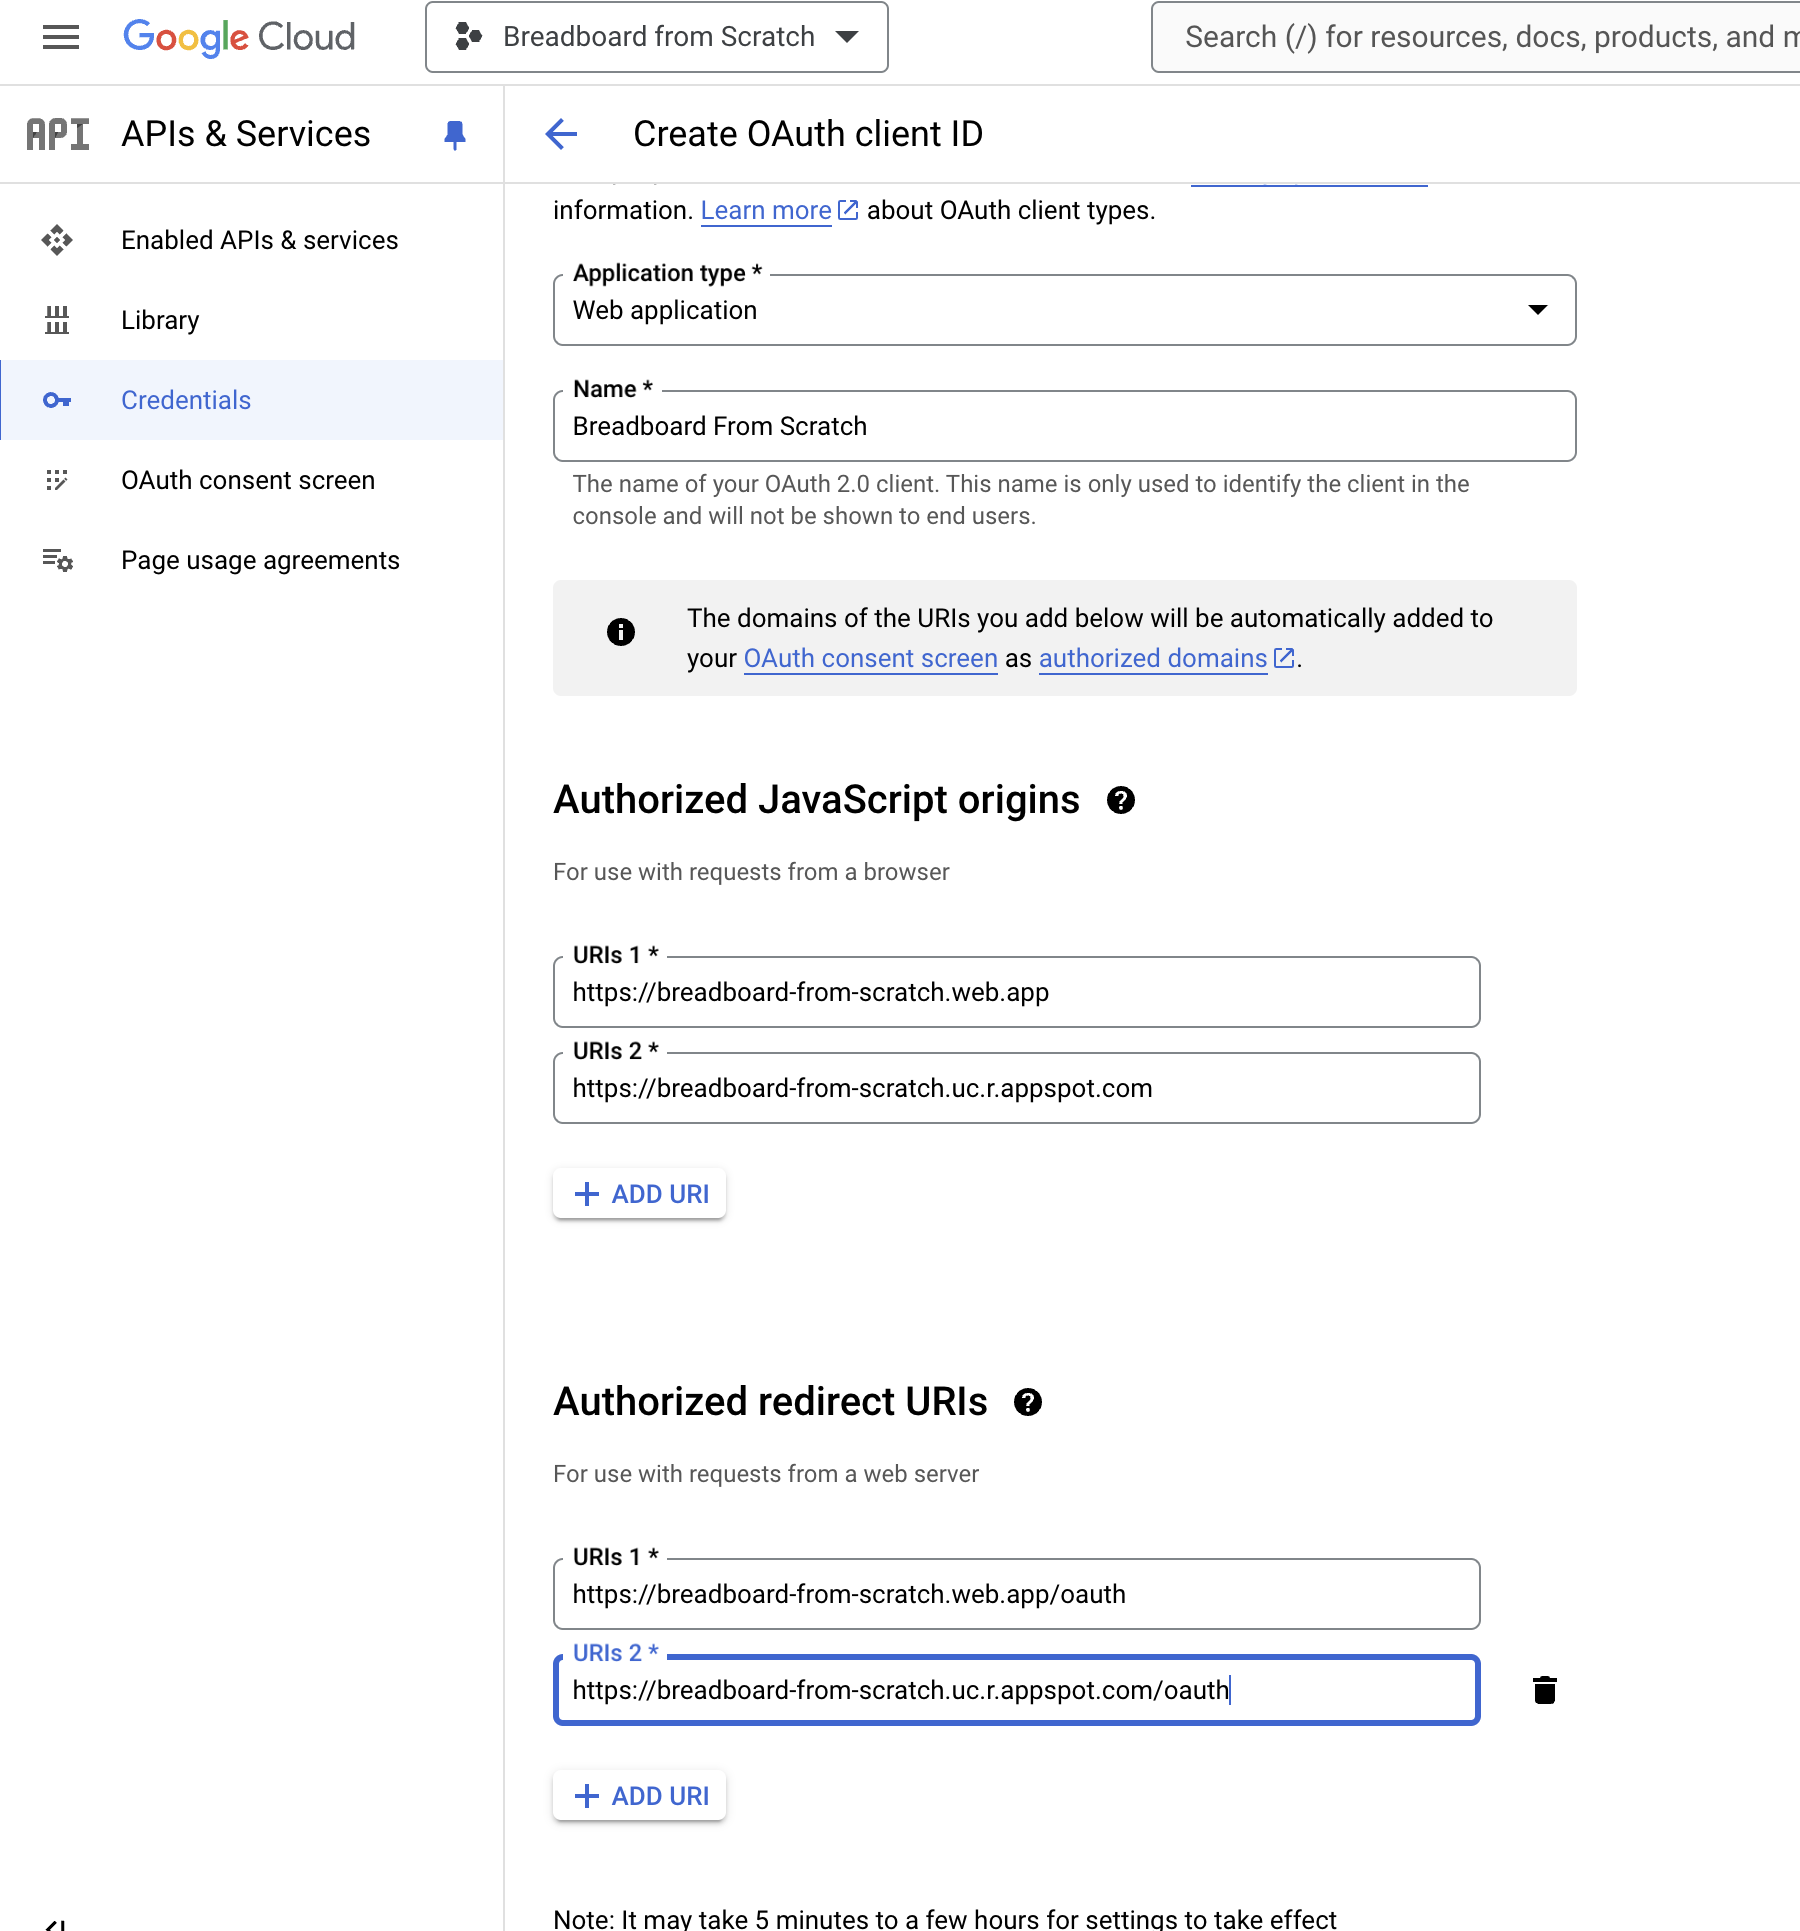 Google Cloud
Breadboard from Scratch
Search (/) for resources, docs, products, and
API
APIs & Services
Create OAuth client ID
Enabled APIs & services
Library
Credentials
OAuth consent screen
Page usage agreements
information. Learn more about OAuth client types.
Application type *
Web application
Name *
Breadboard From Scratch
The name of your OAuth 2.0 client. This name is only used to identify the client in the
console and will not be shown to end users.
The domains of the URIs you add below will be automatically added to
your OAuth consent screen as authorized domains.
Authorized JavaScript origins
For use with requests from a browser
URIs 1 *
https://breadboard-from-scratch.web.app
URIs 2 *
https://breadboard-from-scratch.uc.r.appspot.com
+ ADD URI
Authorized redirect URIs
For use with requests from a web server
URIs 1 *
https://breadboard-from-scratch.web.app/oauth
URIs 2 *
https://breadboard-from-scratch.uc.r.appspot.com/oauth
+ ADD URI
Note: It may take 5 minutes to a few hours for settings to take effect